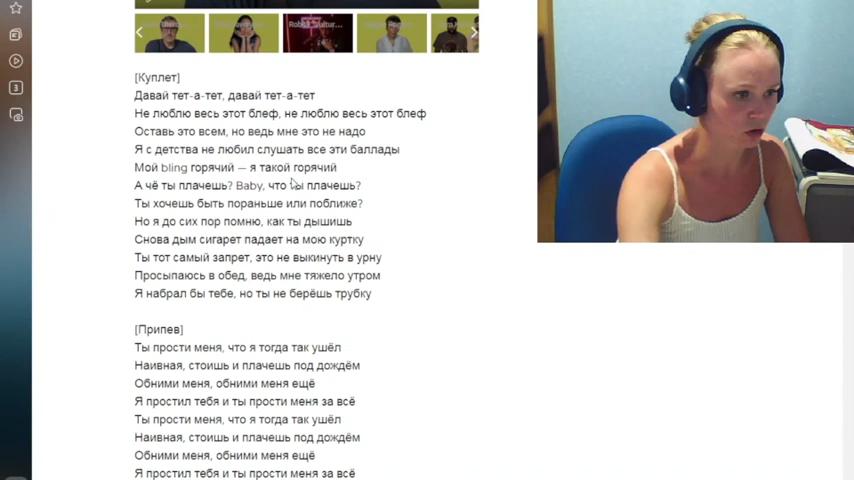 [Куплет]
Давай тет-а-тет, давай тет-а-тет
Не люблю весь этот блеф, не люблю весь этот блеф
Оставь это всем, но ведь мне это не надо
Я с детства не любил слушать все эти баллады
Мой bling горячий — я такой горячий
А чё ты плачешь? Baby, что ты плачешь?
Ты хочешь быть пораньше или поближе?
Но я до сих пор помню, как ты дышишь
Снова дым сигарет падает на мою куртку
Ты тот самый запрет, это не выкинуть в урну
Просыпаюсь в обед, ведь мне тяжело утром
Я набрал бы тебе, но ты не берёшь трубку
[Припев]
Ты прости меня, что я тогда так ушёл
Наивная, стоишь и плачешь под дождём
Обними меня, обними меня ещё
Я простил тебя и ты прости меня за всё
Ты прости меня, что я тогда так ушёл
Наивная, стоишь и плачешь под дождём
Обними меня, обними меня ещё
Я простил тебя и ты прости меня за всё
3